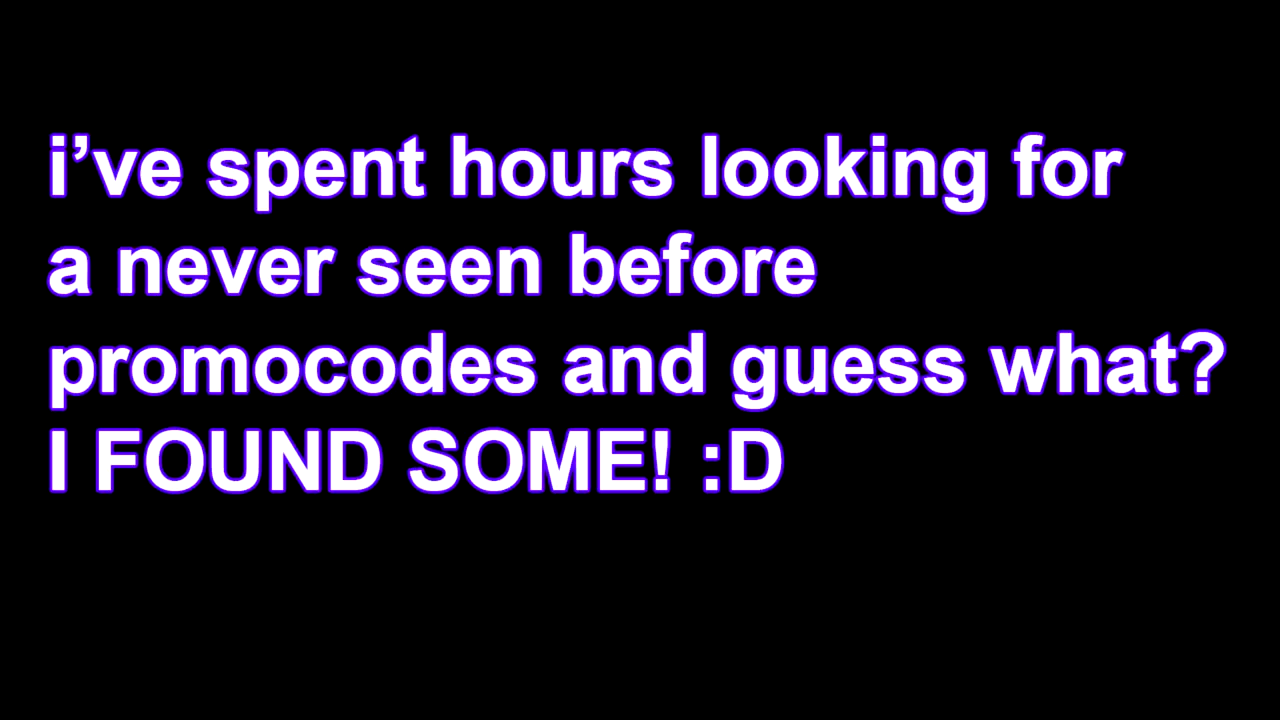 i’ve spent hours looking for
a never seen before
promocodes and guess what?
I FOUND SOME! :D